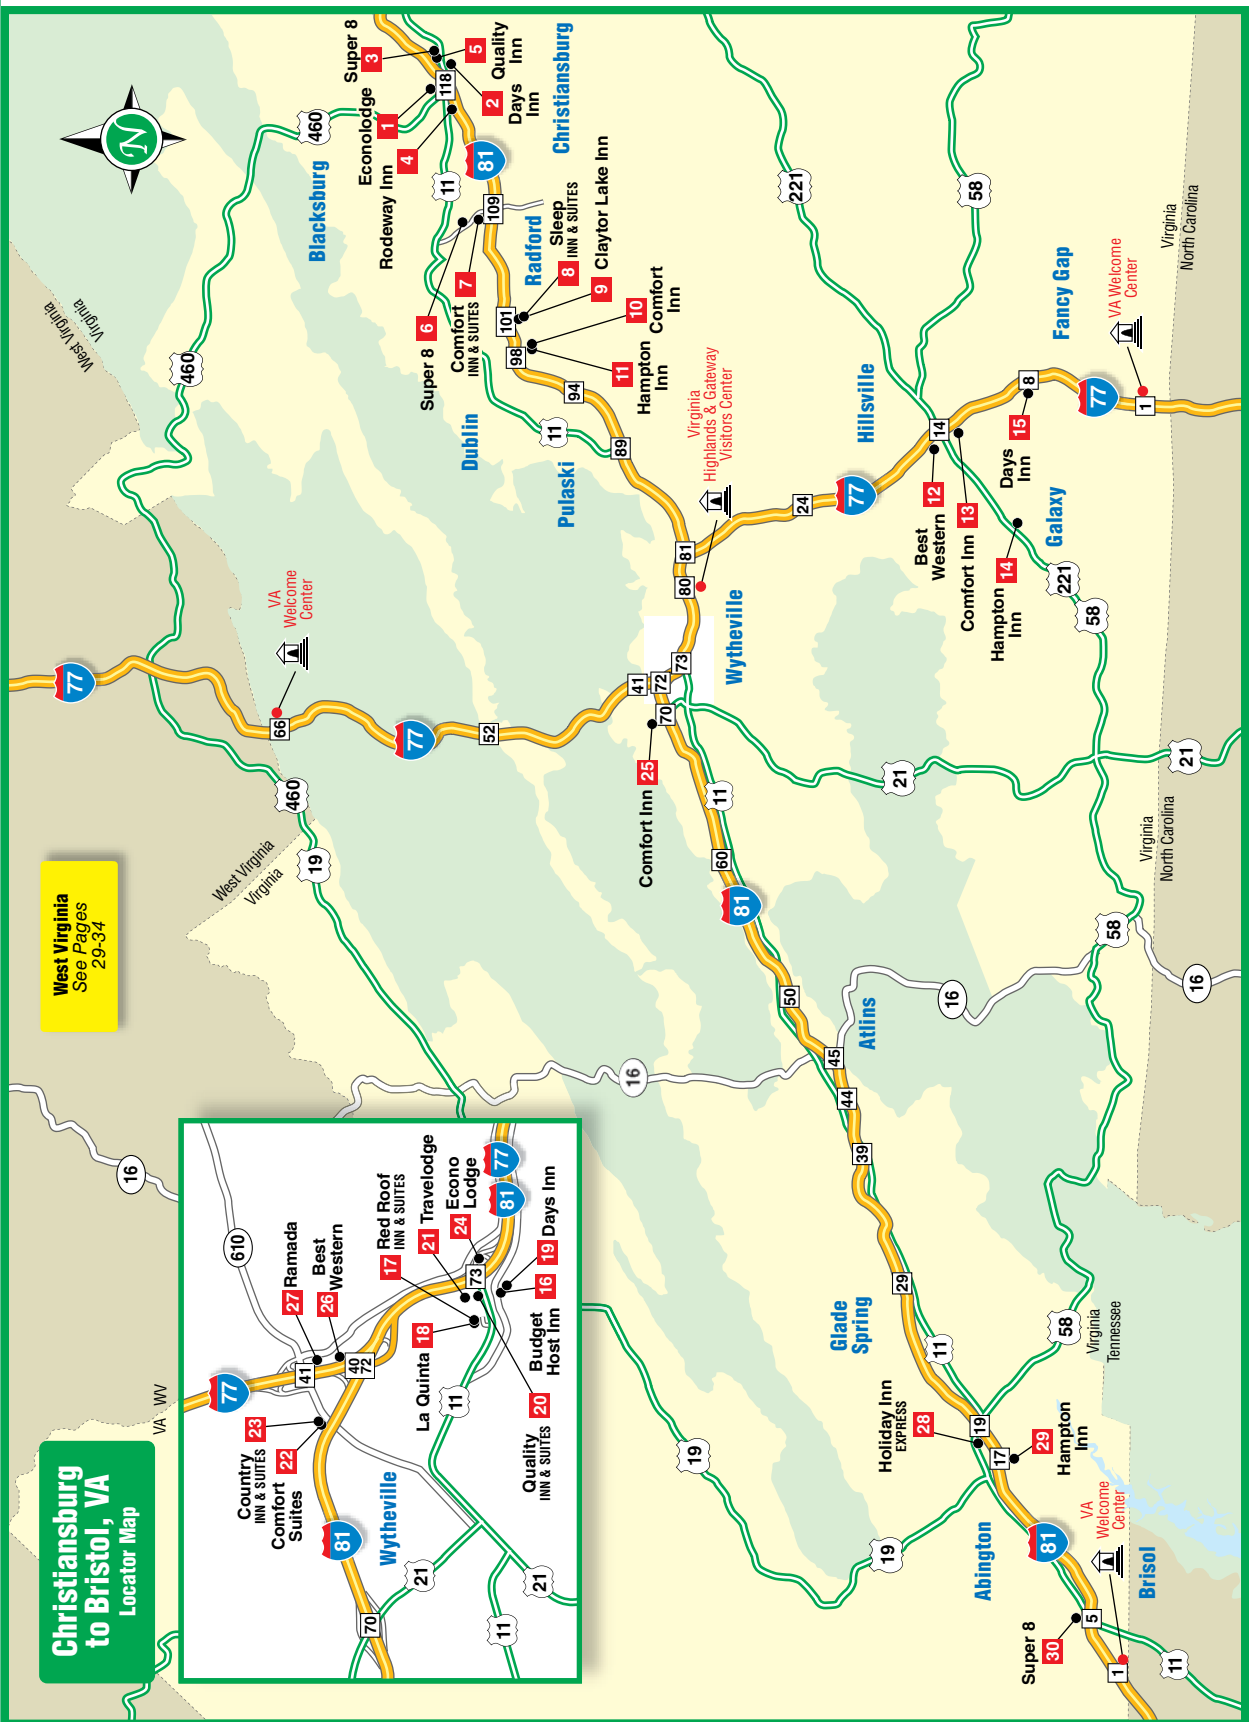 Christiansburg
to Bristol, VA
Locator Map
West Virginia
See Pages
29-34
N
Super 8
3
5
Quality
Inn
Econolodge
1
2
Days
Inn
Rodeway Inn
4
118
Christiansburg
Blacksburg
460
11
81
109
Radford
Super 8
6
Comfort
INN & SUITES
7
Sleep
INN & SUITES
8
9
Claytor Lake Inn
10
Comfort
Inn
11
Hampton
Inn
101
98
94
89
Dublin
11
Pulaski
460
West Virginia
Virginia
221
58
Virginia
North Carolina
Fancy Gap
VA Welcome
Center
1
77
8
Hillsville
14
Days
Inn
15
Best
Western
12
Comfort Inn
13
Hampton
Inn
14
Galaxy
221
58
77
24
Virginia
Highlands & Gateway
Visitors Center
81
80
Wytheville
73
72
41
70
Comfort Inn
25
77
VA
Welcome
Center
66
77
52
460
19
West Virginia
Virginia
11
60
81
21
21
Virginia
North Carolina
58
16
16
50
Atlins
45
44
39
16
16
29
Glade
Spring
11
58
Virginia
Tennessee
Holiday Inn
EXPRESS
28
19
17
29
Hampton
Inn
19
19
Abington
81
VA
Welcome
Center
Brisol
Super 8
30
5
1
11
VA
WV
77
610
27
Ramada
26
Best
Western
41
40
72
17
Red Roof
INN & SUITES
21
Travelodge
24
Econo
Lodge
77
81
73
19
Days Inn
16
Budget
Host Inn
La Quinta
18
20
Quality
INN & SUITES
11
23
Country
INN & SUITES
22
Comfort
Suites
Wytheville
81
21
21
11
70